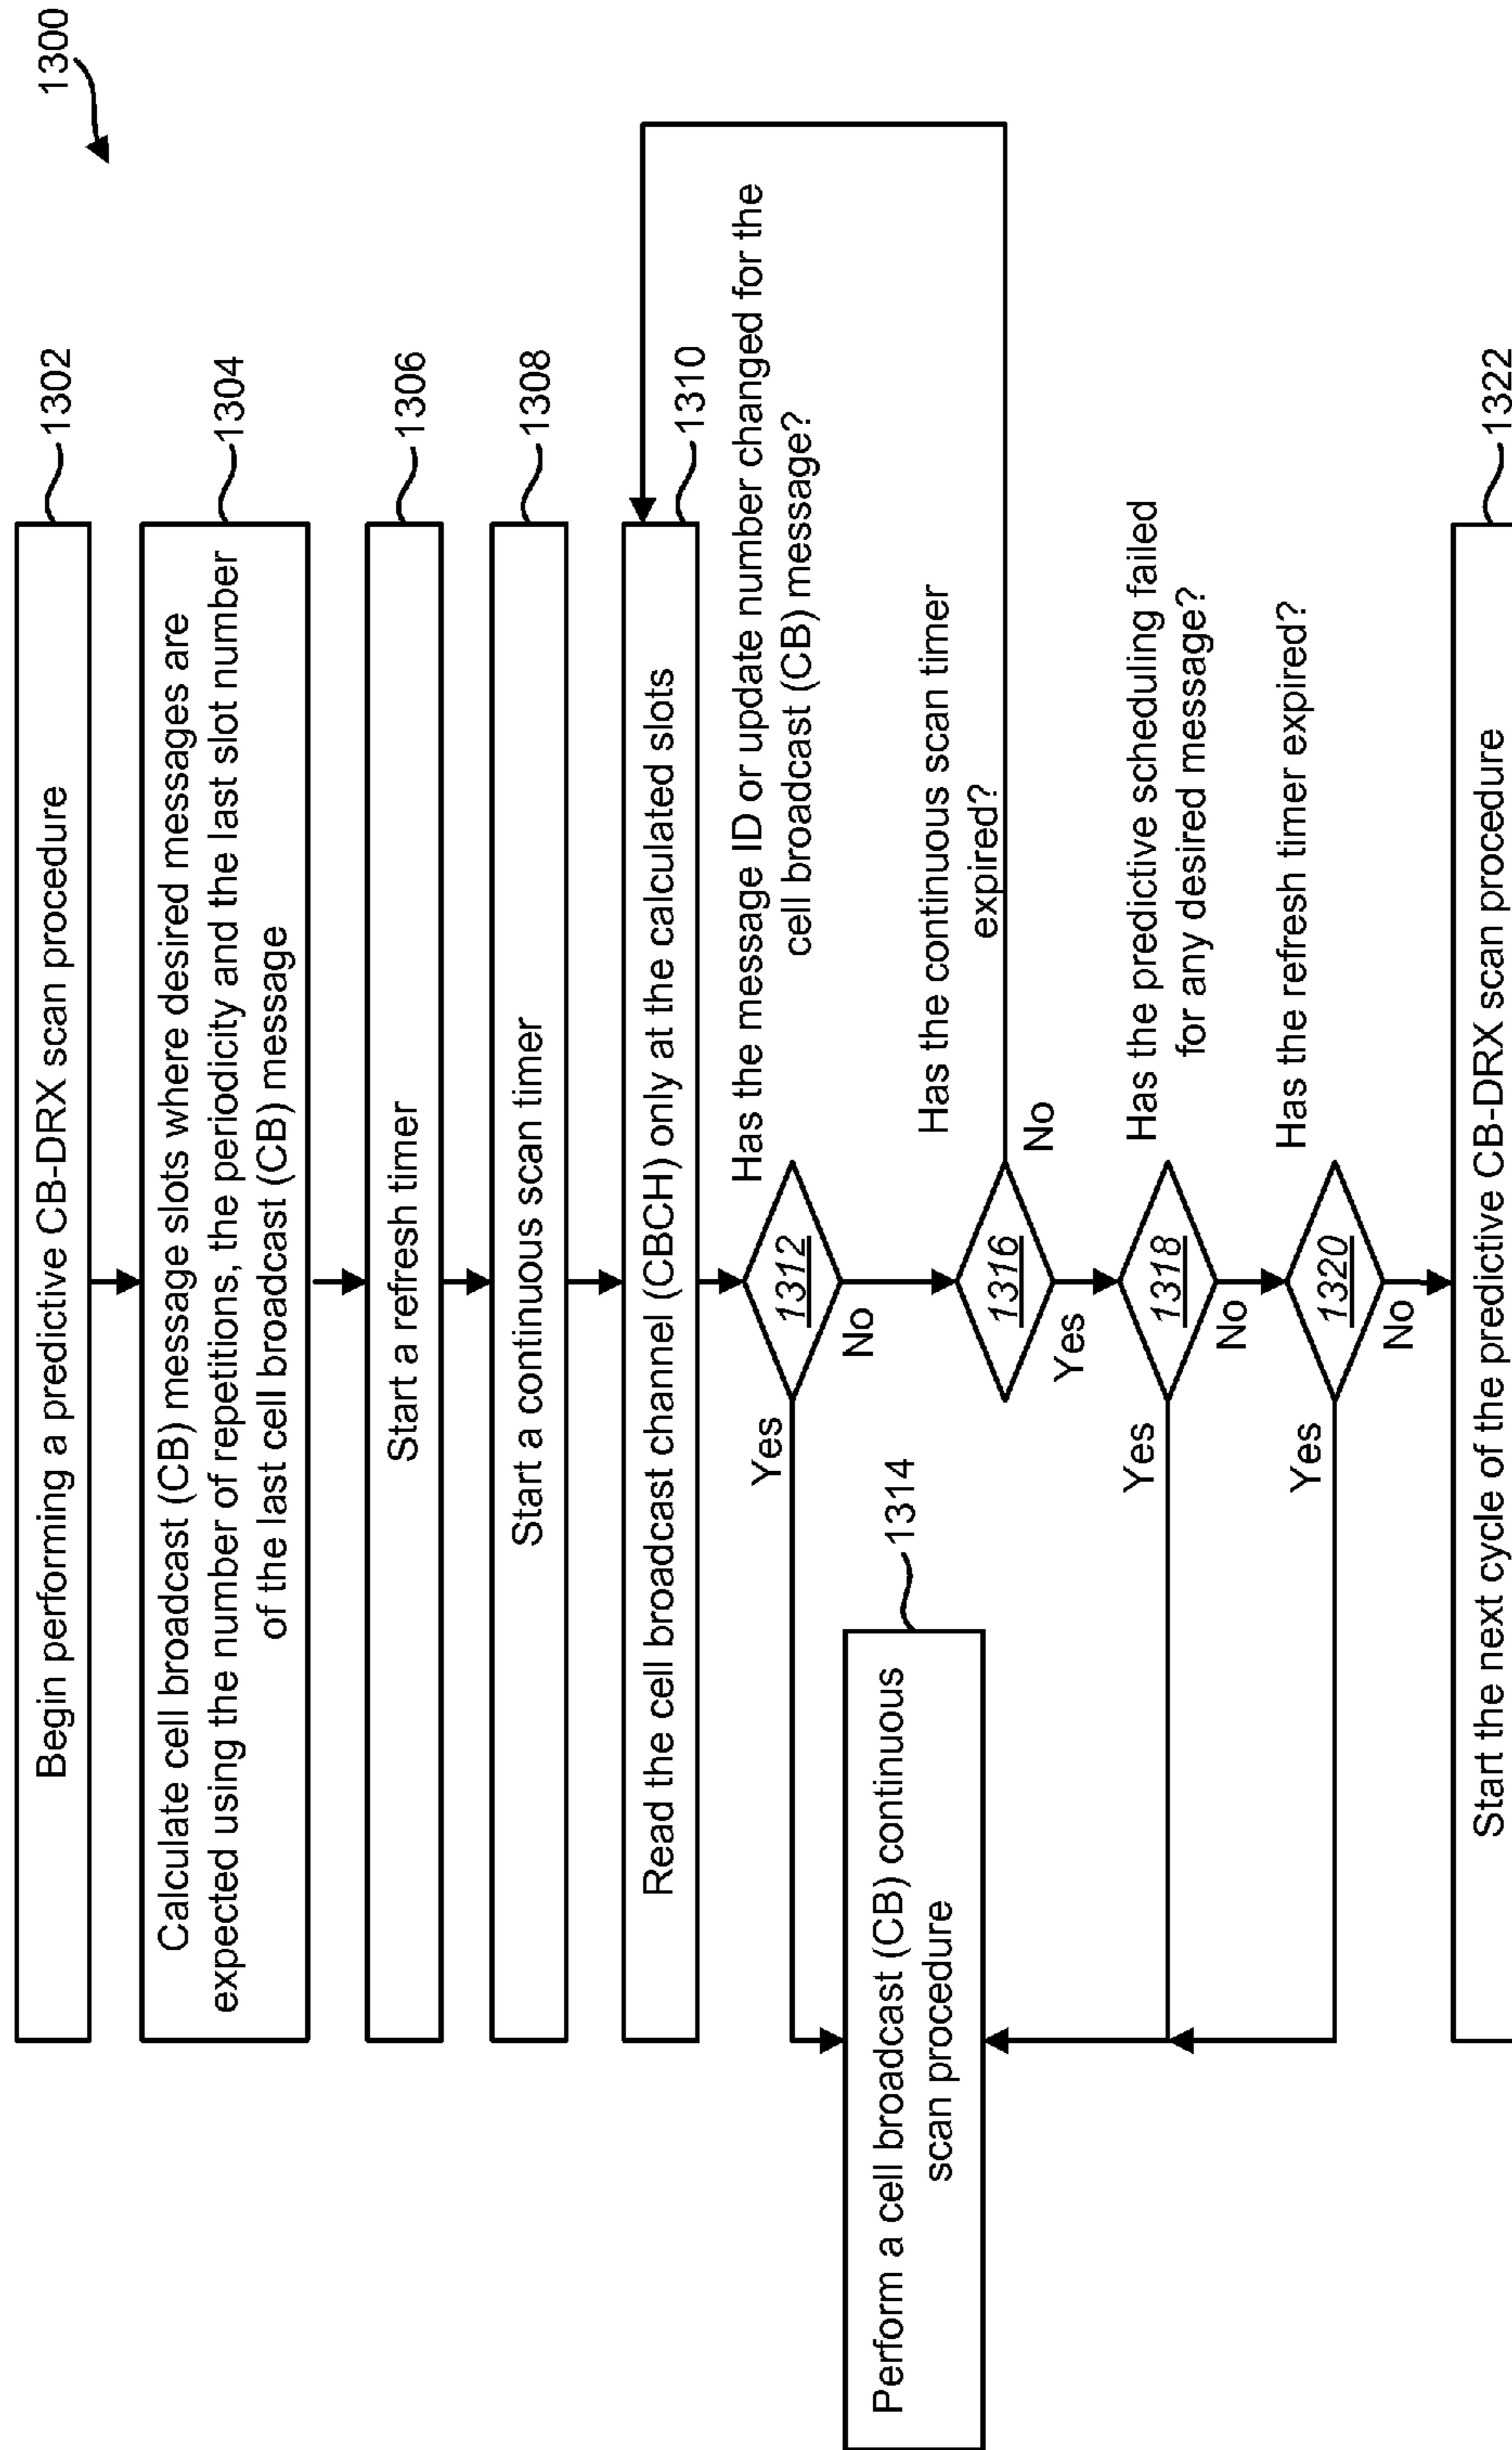 1300
Begin performing a predictive CB-DRX scan procedure
1302
Calculate cell broadcast (CB) message slots where desired messages are
expected using the number of repetitions, the periodicity and the last slot number
of the last cell broadcast (CB) message
1304
Start a refresh timer
1306
Start a continuous scan timer
1308
Read the cell broadcast channel (CBCH) only at the calculated slots
1310
Has the message ID or update number changed for the
cell broadcast (CB) message?
1312
Yes
No
Perform a cell broadcast (CB) continuous
scan procedure
1314
Has the continuous scan timer
expired?
1316
No
Yes
Has the predictive scheduling failed
for any desired message?
1318
Yes
No
Has the refresh timer expired?
1320
Yes
No
Start the next cycle of the predictive CB-DRX scan procedure
1322